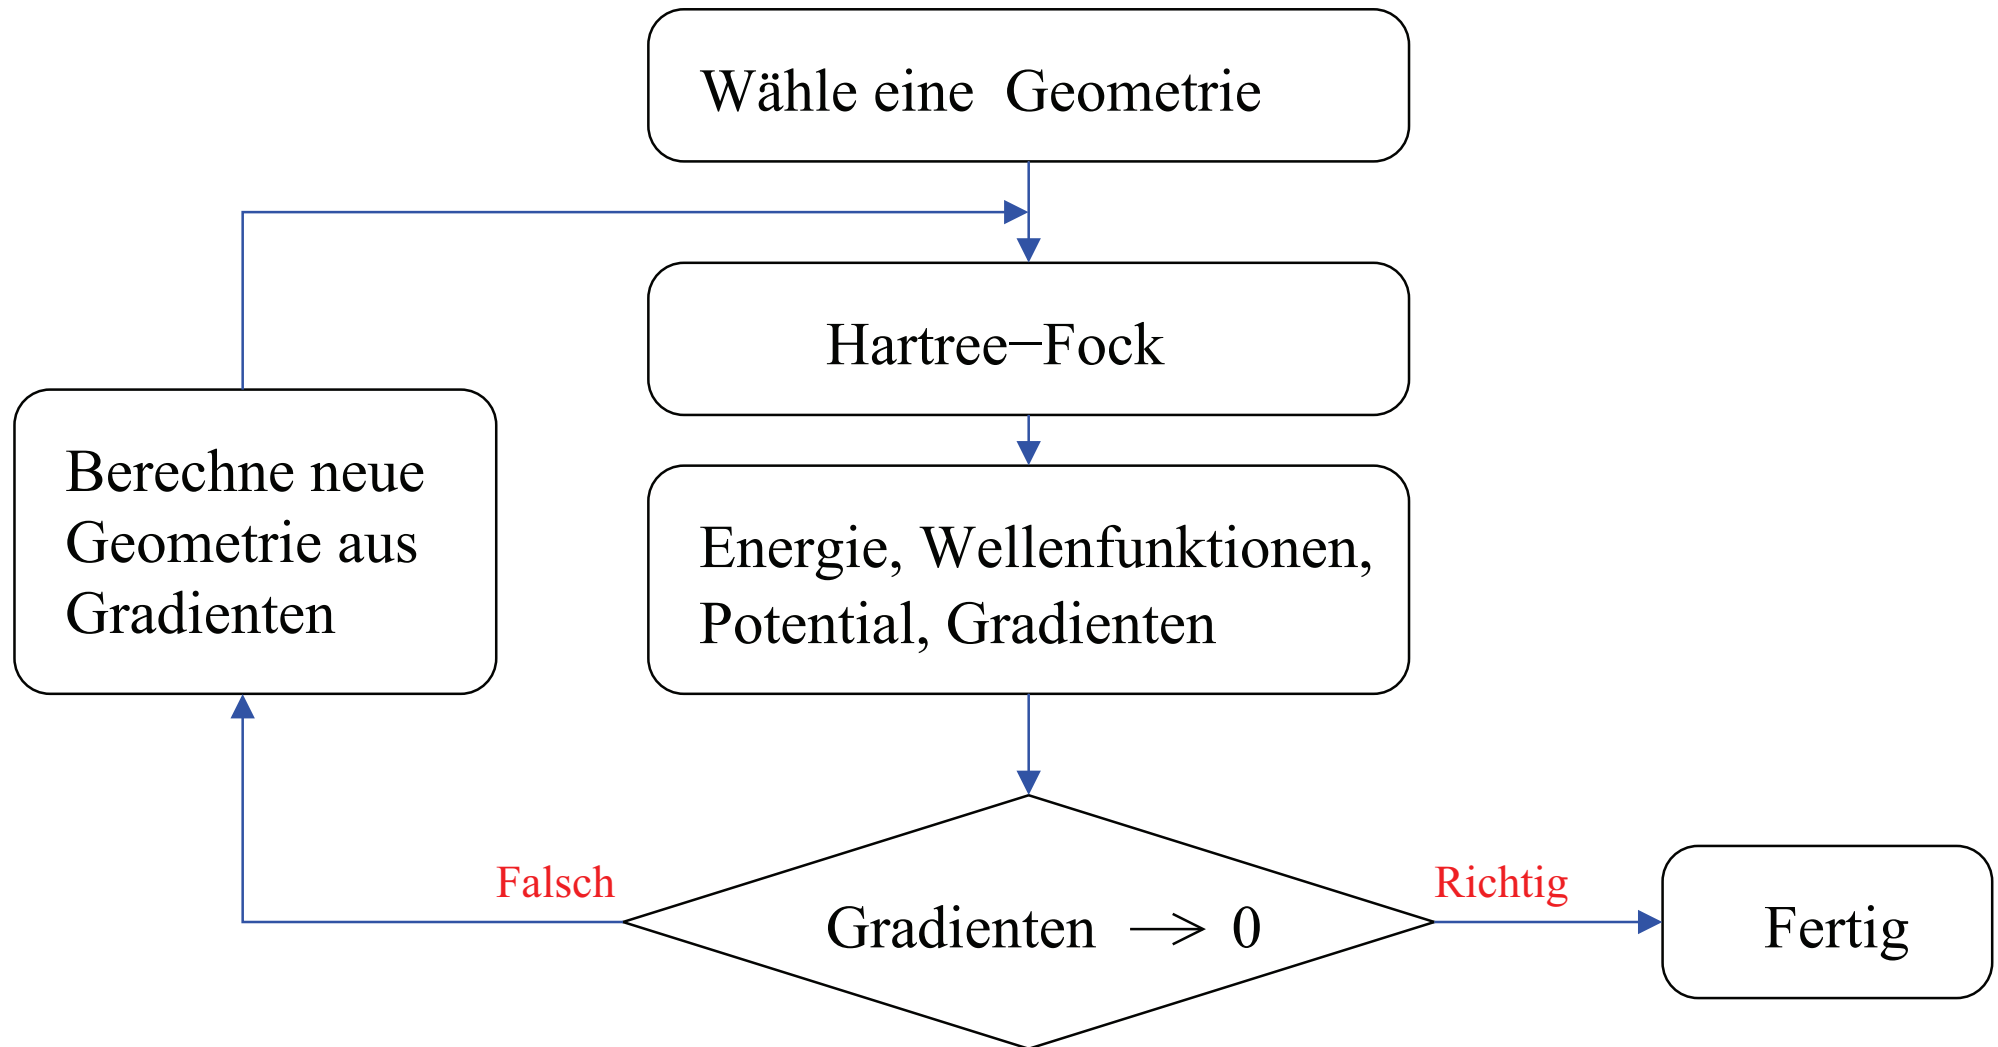 Wähle eine Geometrie
Hartree−Fock
Berechne neue
Geometrie aus
Gradienten
Energie, Wellenfunktionen,
Potential, Gradienten
Falsch
Gradienten → 0
Richtig
Fertig